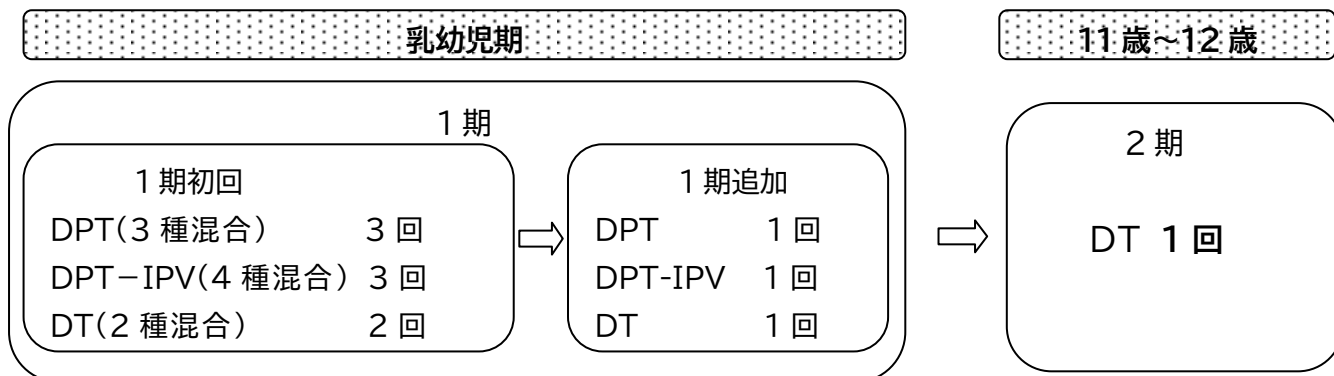 乳幼児期
11歳~12歳
1期
1期初回
DPT(3種混合) 3回
DPT-IPV(4種混合) 3回
DT(2種混合) 2回
1期追加
DPT 1回
DPT-IPV 1回
DT 1回
2期
DT 1回